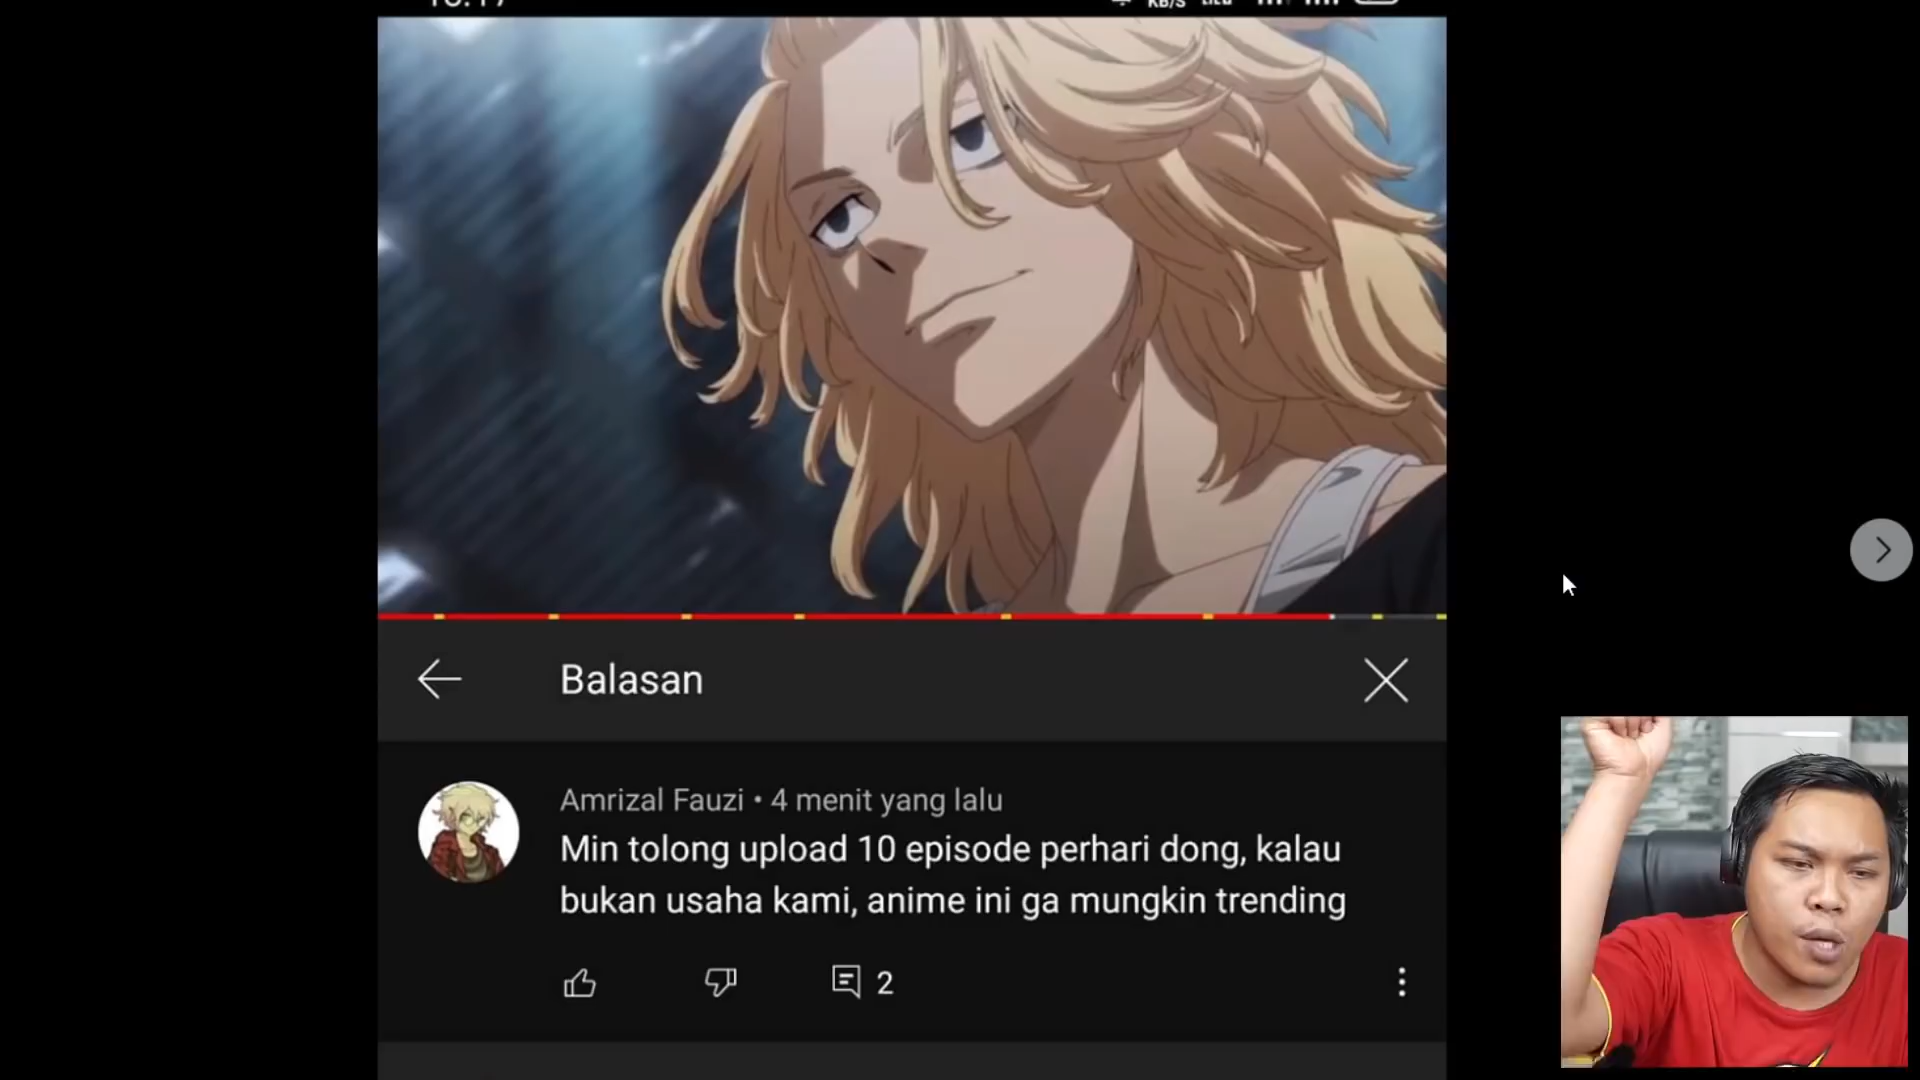 KB/S
Balasan
Amrizal Fauzi • 4 menit yang lalu
Min tolong upload 10 episode perhari dong, kalau
bukan usaha kami, anime ini ga mungkin trending
2